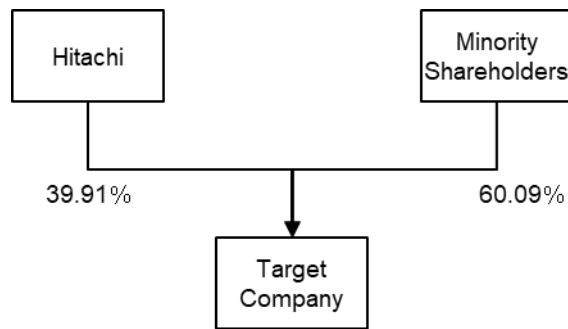 Hitachi
Minority
Shareholders
39.91%
60.09%
Target
Company